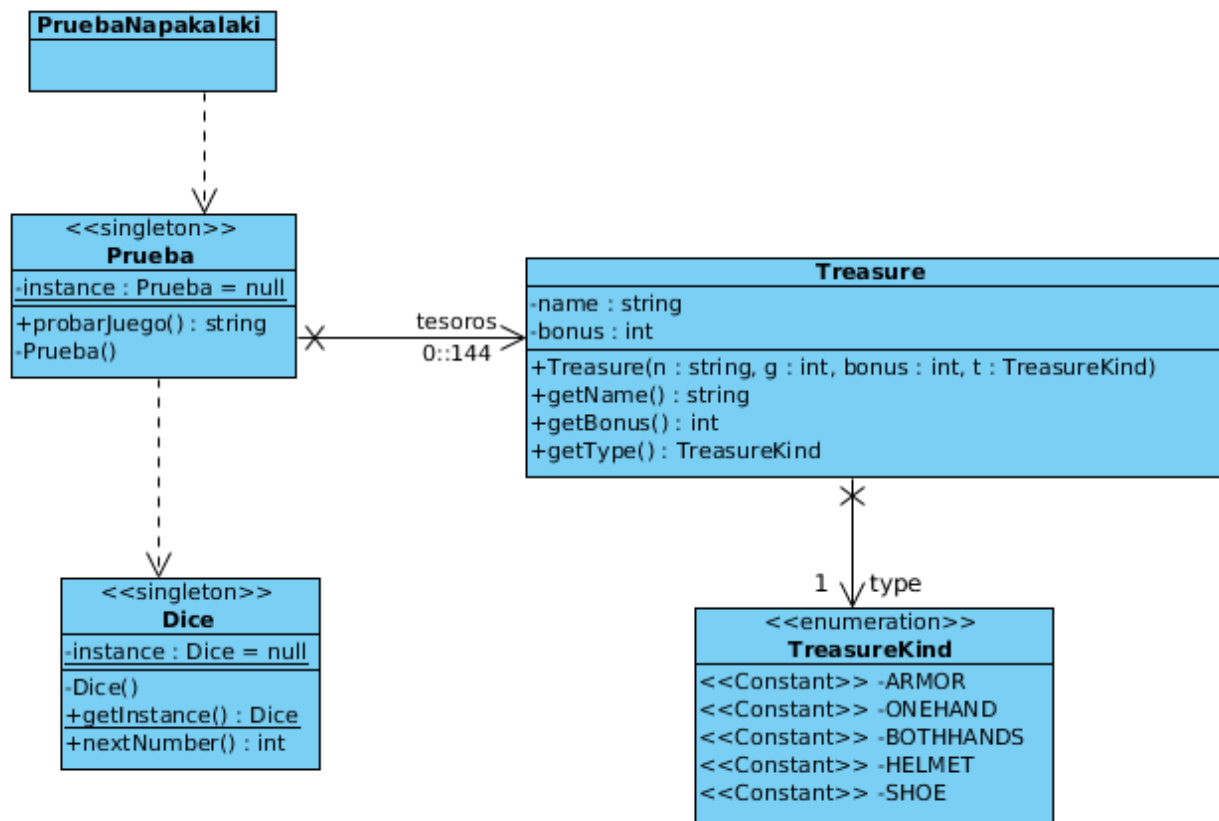 PruebaNapakalaki
<<singleton>>
Prueba
-instance : Prueba = null
+probarJuego() : string
-Prueba()
tesoros
0::144
Treasure
-name : string
-bonus : int
+Treasure(n : string, g : int, bonus : int, t : TreasureKind)
+getName() : string
+getBonus() : int
+getType() : TreasureKind
<<singleton>>
Dice
-instance : Dice = null
-Dice()
+getInstance() : Dice
+nextNumber() : int
1 type
<<enumeration>>
TreasureKind
<<Constant>> -ARMOR
<<Constant>> -ONEHAND
<<Constant>> -BOTHHANDS
<<Constant>> -HELMET
<<Constant>> -SHOE